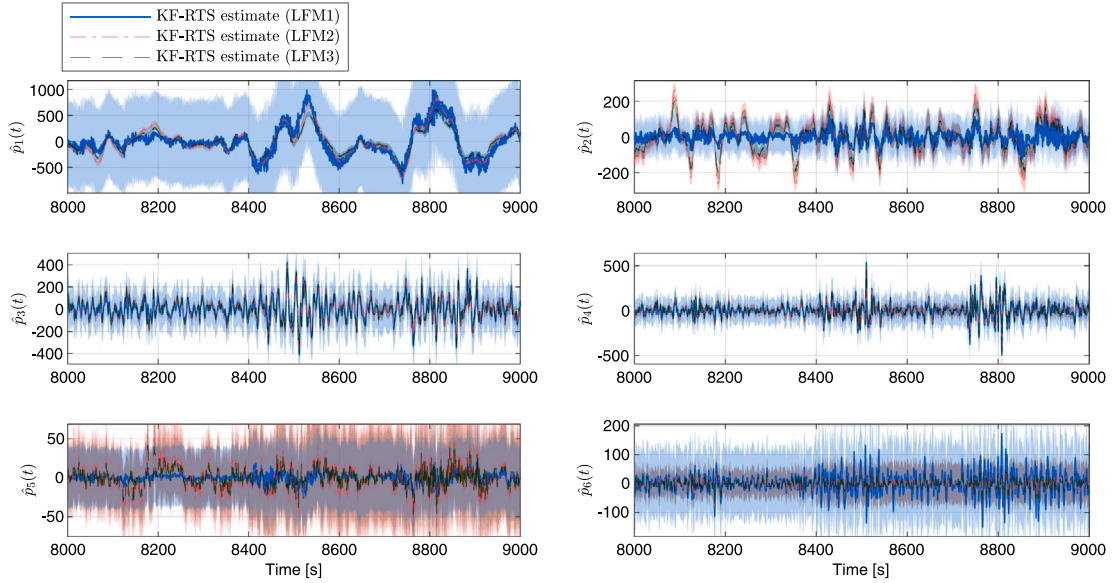 KF-RTS estimate (LFM1)
KF-RTS estimate (LFM2)
KF-RTS estimate (LFM3)
1000
500
0
-500
p̂₁(t)
8000 8200 8400 8600 8800 9000
200
0
-200
p̂₂(t)
8000 8200 8400 8600 8800 9000
400
200
0
-200
-400
p̂₃(t)
8000 8200 8400 8600 8800 9000
500
0
-500
p̂₄(t)
8000 8200 8400 8600 8800 9000
50
0
-50
p̂₅(t)
8000 8200 8400 8600 8800 9000
Time [s]
200
100
0
-100
p̂₆(t)
8000 8200 8400 8600 8800 9000
Time [s]